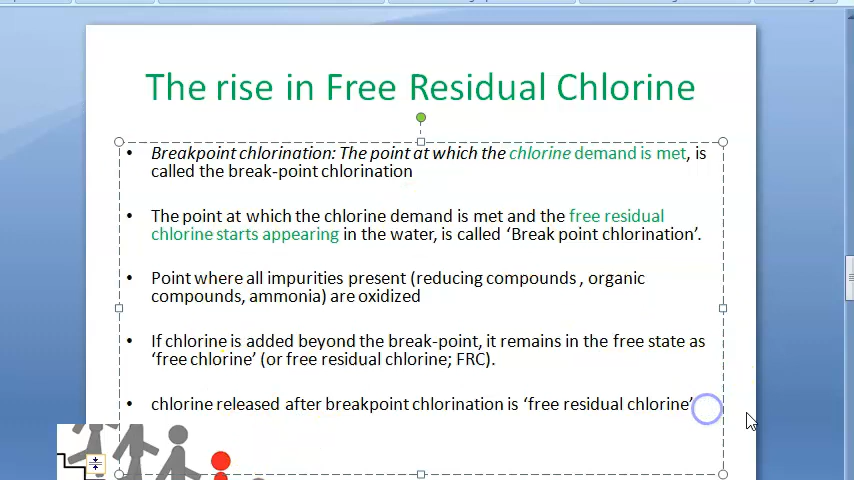 The rise in Free Residual Chlorine
• Breakpoint chlorination: The point at which the chlorine demand is met, is
called the break-point chlorination
• The point at which the chlorine demand is met and the free residual
chlorine starts appearing in the water, is called ‘Break point chlorination’.
• Point where all impurities present (reducing compounds , organic
compounds, ammonia) are oxidized
• If chlorine is added beyond the break-point, it remains in the free state as
‘free chlorine’ (or free residual chlorine; FRC).
• chlorine released after breakpoint chlorination is ‘free residual chlorine’